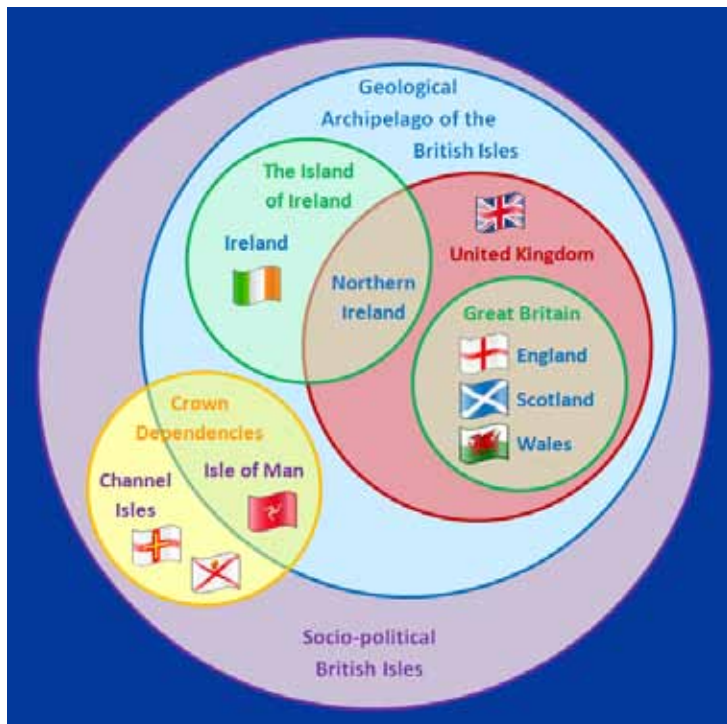 Geological
Archipelago of the
British Isles
The Island
of Ireland
Ireland
Northern
Ireland
United Kingdom
Great Britain
England
Scotland
Wales
Crown
Dependencies
Isle of Man
Channel
Isles
Socio-political
British Isles